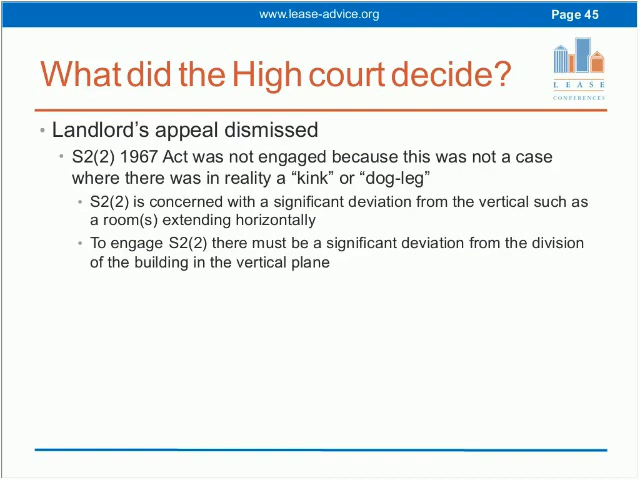 www.lease-advice.org
Page 45
What did the High court decide?
L E A S E
CONFERENCES
• Landlord's appeal dismissed
• S2(2) 1967 Act was not engaged because this was not a case
where there was in reality a "kink" or "dog-leg"
• S2(2) is concerned with a significant deviation from the vertical such as
a room(s) extending horizontally
• To engage S2(2) there must be a significant deviation from the division
of the building in the vertical plane